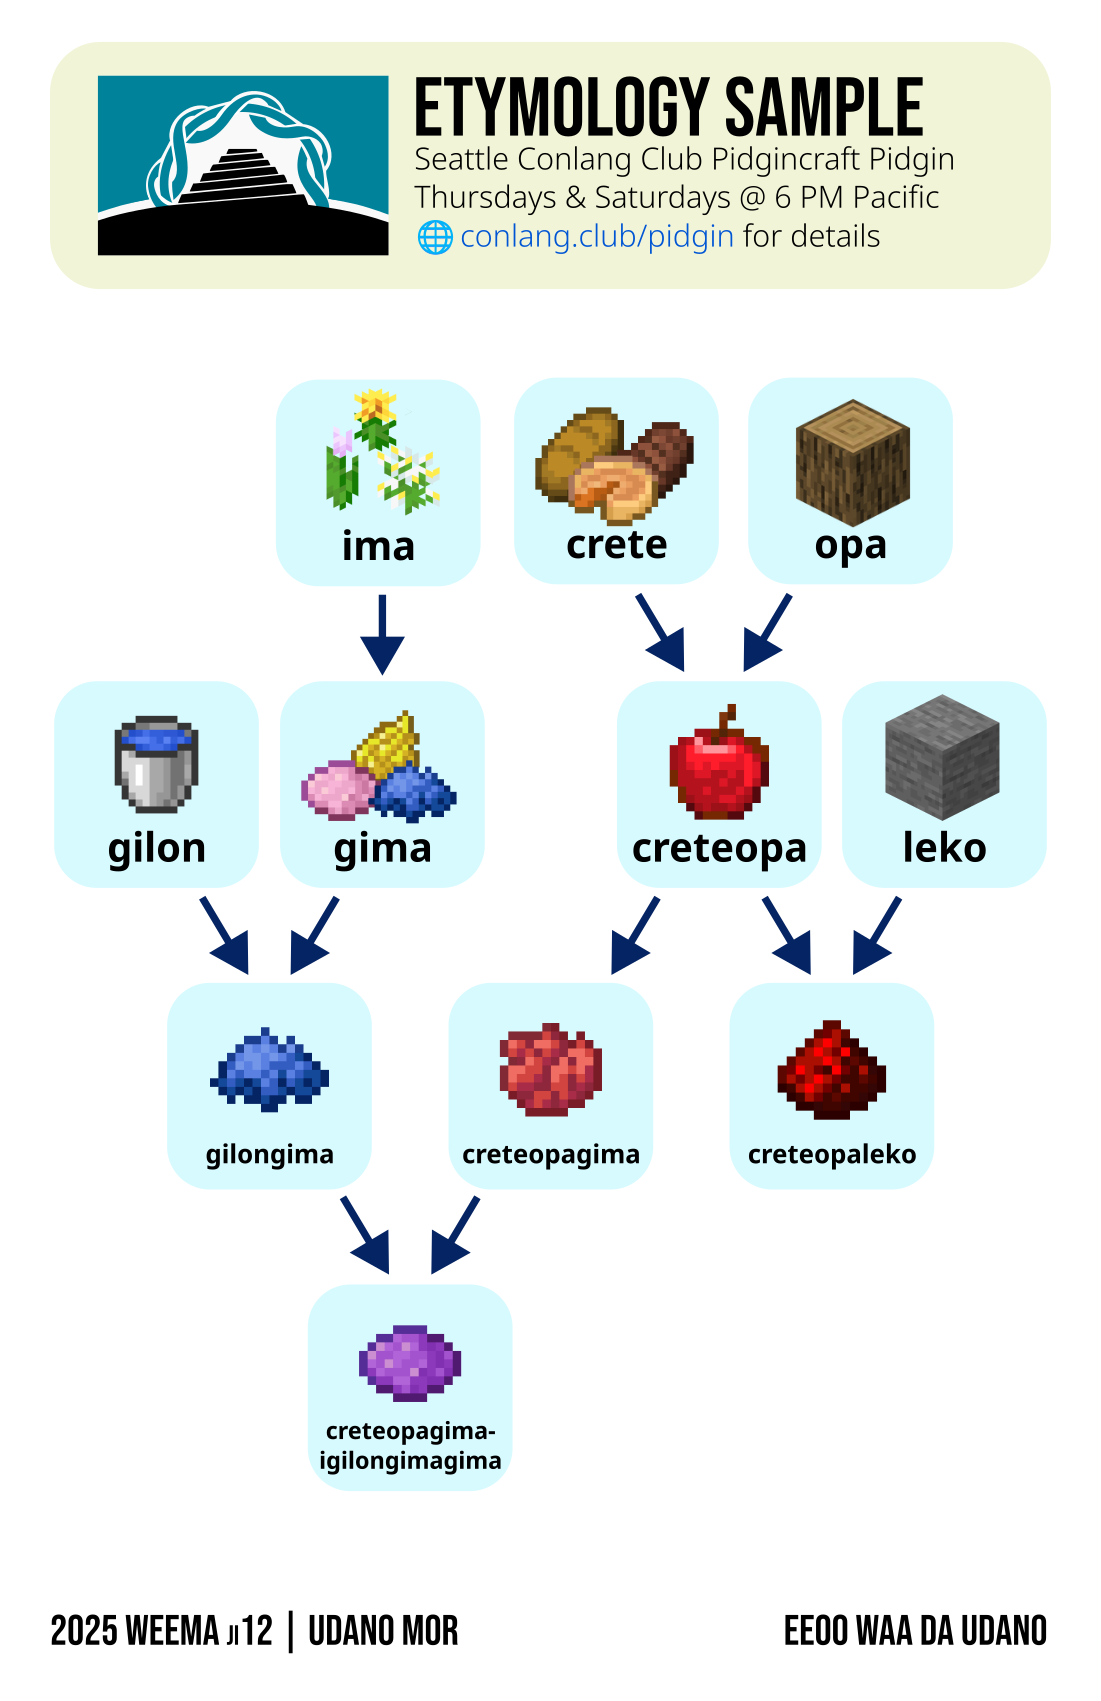 ETYMOLOGY SAMPLE
Seattle Conlang Club Pidgincraft Pidgin
Thursdays & Saturdays @ 6 PM Pacific
🌐 conlang.club/pidgin for details
ima
crete
opa
gilon
gima
creteopa
leko
gilongima
creteopagima
creteopaleko
creteopagima-
igilongimagima
2025 WEEMA JI12 | UDANO MOR
EEOO WAA DA UDANO